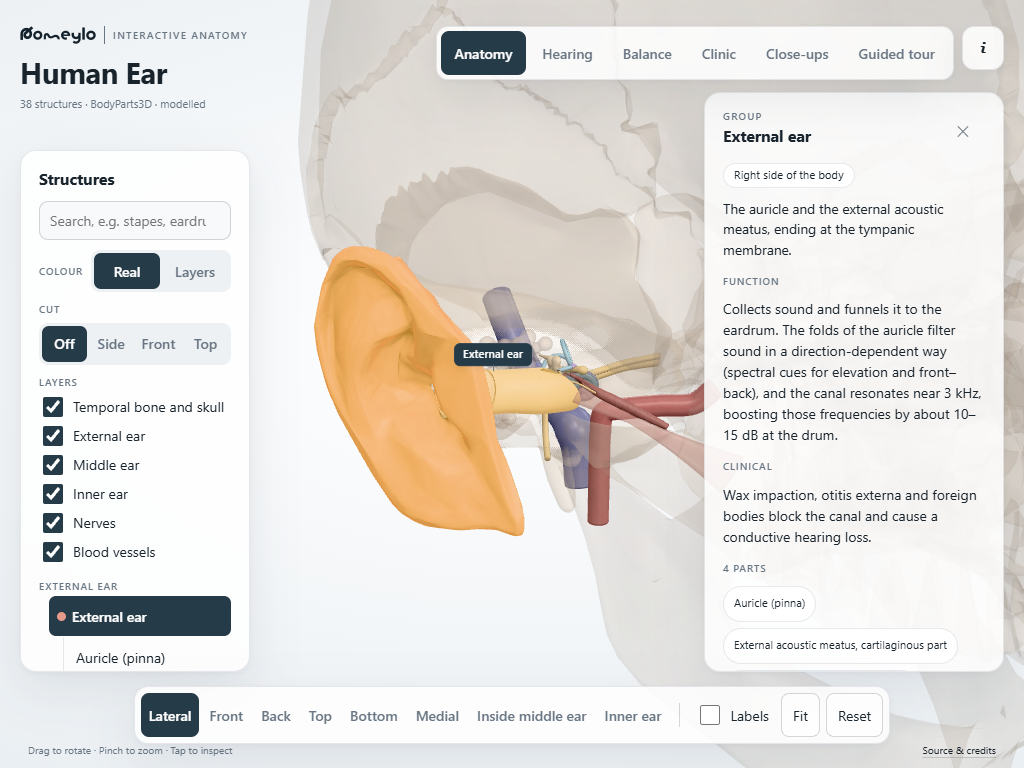 Domeylo
INTERACTIVE ANATOMY
Human Ear
38 structures · BodyParts3D · modelled
Anatomy
Hearing
Balance
Clinic
Close-ups
Guided tour
i
Structures
Search, e.g. stapes, eardru
COLOUR
Real
Layers
CUT
Off
Side
Front
Top
LAYERS
Temporal bone and skull
External ear
Middle ear
Inner ear
Nerves
Blood vessels
EXTERNAL EAR
External ear
Auricle (pinna)
External ear
GROUP
External ear
Right side of the body
The auricle and the external acoustic
meatus, ending at the tympanic
membrane.
FUNCTION
Collects sound and funnels it to the
eardrum. The folds of the auricle filter
sound in a direction-dependent way
(spectral cues for elevation and front–
back), and the canal resonates near 3 kHz,
boosting those frequencies by about 10–
15 dB at the drum.
CLINICAL
Wax impaction, otitis externa and foreign
bodies block the canal and cause a
conductive hearing loss.
4 PARTS
Auricle (pinna)
External acoustic meatus, cartilaginous part
Lateral
Front
Back
Top
Bottom
Medial
Inside middle ear
Inner ear
Labels
Fit
Reset
Drag to rotate · Pinch to zoom · Tap to inspect
Source & credits